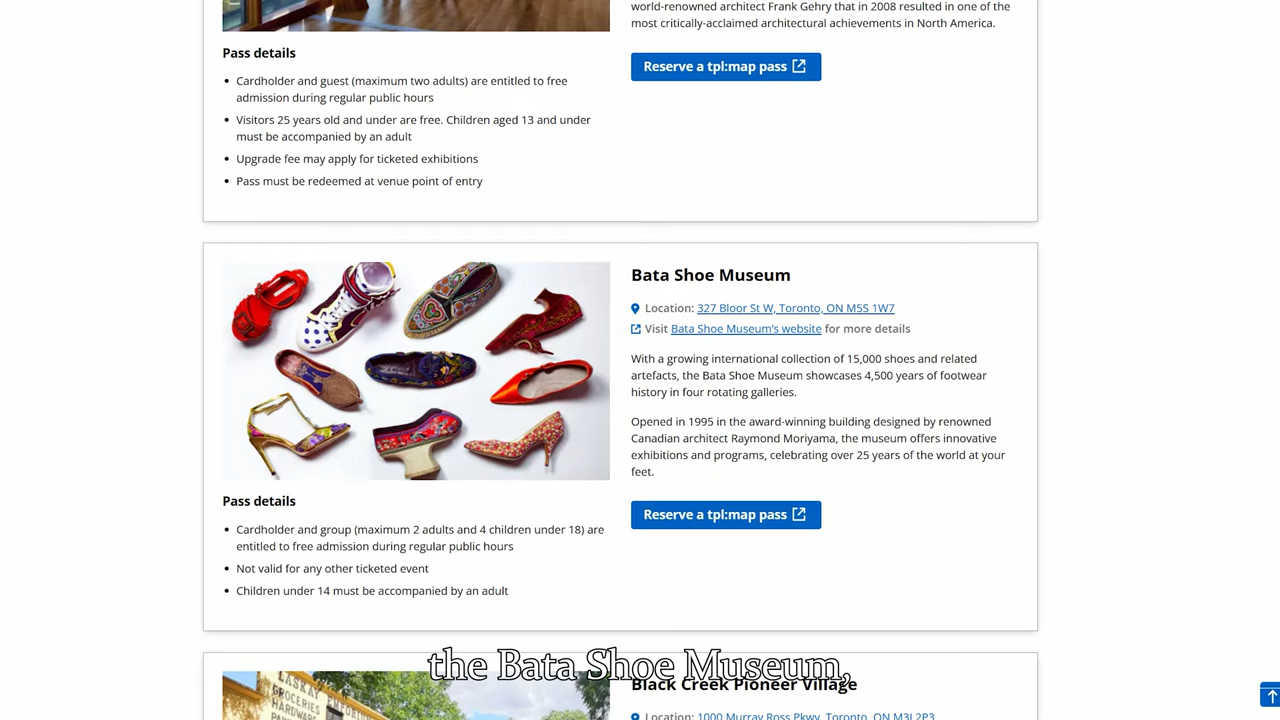 world-renowned architect Frank Gehry that in 2008 resulted in one of the
most critically-acclaimed architectural achievements in North America.
Reserve a tpl:map pass
Pass details
Cardholder and guest (maximum two adults) are entitled to free
admission during regular public hours
Visitors 25 years old and under are free. Children aged 13 and under
must be accompanied by an adult
Upgrade fee may apply for ticketed exhibitions
Pass must be redeemed at venue point of entry
Bata Shoe Museum
Location: 327 Bloor St W, Toronto, ON M5S 1W7
Visit Bata Shoe Museum's website for more details
With a growing international collection of 15,000 shoes and related
artefacts, the Bata Shoe Museum showcases 4,500 years of footwear
history in four rotating galleries.
Opened in 1995 in the award-winning building designed by renowned
Canadian architect Raymond Moriyama, the museum offers innovative
exhibitions and programs, celebrating over 25 years of the world at your
feet.
Reserve a tpl:map pass
Pass details
Cardholder and group (maximum 2 adults and 4 children under 18) are
entitled to free admission during regular public hours
Not valid for any other ticketed event
Children under 14 must be accompanied by an adult
the Bata Shoe Museum,
Black Creek Pioneer Village
Location: 1000 Murray Ross Pkwy, Toronto, ON M3J 2P3
LASKAY EMPORIUM
GROCERIES
HARDWARE